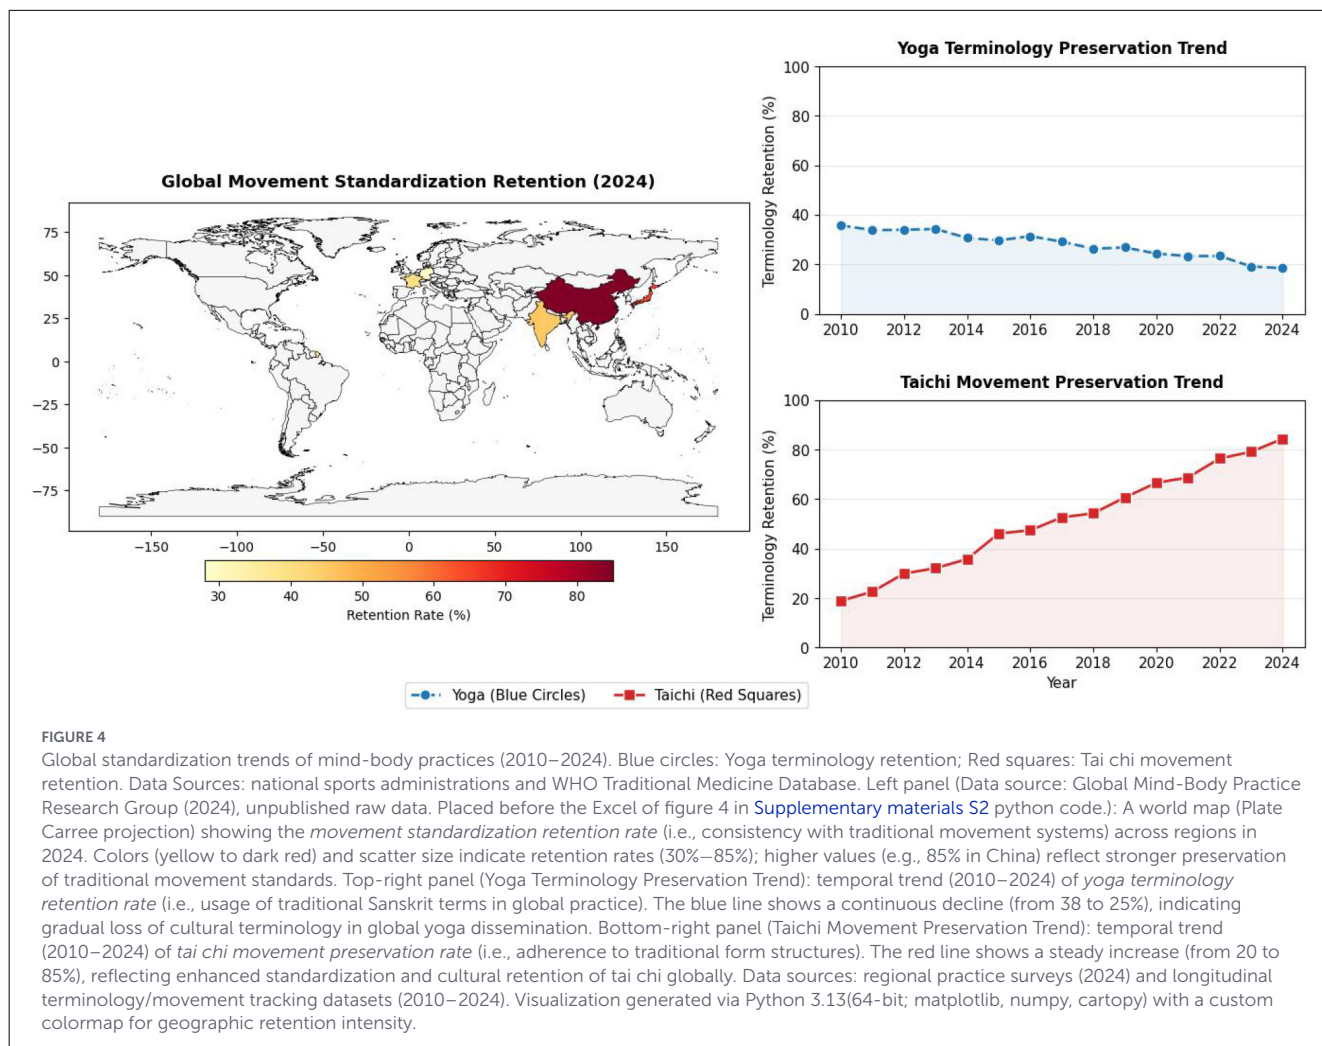 Yoga Terminology Preservation Trend
Terminology Retention (%)
100
80
60
40
20
0
2010 2012 2014 2016 2018 2020 2022 2024
Global Movement Standardization Retention (2024)
75
50
25
0
−25
−50
−75
−150 −100 −50 0 50 100 150
30 40 50 60 70 80
Retention Rate (%)
Taichi Movement Preservation Trend
Terminology Retention (%)
100
80
60
40
20
0
2010 2012 2014 2016 2018 2020 2022 2024
Year
Yoga (Blue Circles) Taichi (Red Squares)
FIGURE 4
Global standardization trends of mind-body practices (2010–2024). Blue circles: Yoga terminology retention; Red squares: Tai chi movement
retention. Data Sources: national sports administrations and WHO Traditional Medicine Database. Left panel (Data source: Global Mind-Body Practice
Research Group (2024), unpublished raw data. Placed before the Excel of figure 4 in Supplementary materials S2 python code.): A world map (Plate
Carree projection) showing the movement standardization retention rate (i.e., consistency with traditional movement systems) across regions in
2024. Colors (yellow to dark red) and scatter size indicate retention rates (30%–85%); higher values (e.g., 85% in China) reflect stronger preservation
of traditional movement standards. Top-right panel (Yoga Terminology Preservation Trend): temporal trend (2010–2024) of yoga terminology
retention rate (i.e., usage of traditional Sanskrit terms in global practice). The blue line shows a continuous decline (from 38 to 25%), indicating
gradual loss of cultural terminology in global yoga dissemination. Bottom-right panel (Taichi Movement Preservation Trend): temporal trend
(2010–2024) of tai chi movement preservation rate (i.e., adherence to traditional form structures). The red line shows a steady increase (from 20 to
85%), reflecting enhanced standardization and cultural retention of tai chi globally. Data sources: regional practice surveys (2024) and longitudinal
terminology/movement tracking datasets (2010–2024). Visualization generated via Python 3.13(64-bit; matplotlib, numpy, cartopy) with a custom
colormap for geographic retention intensity.